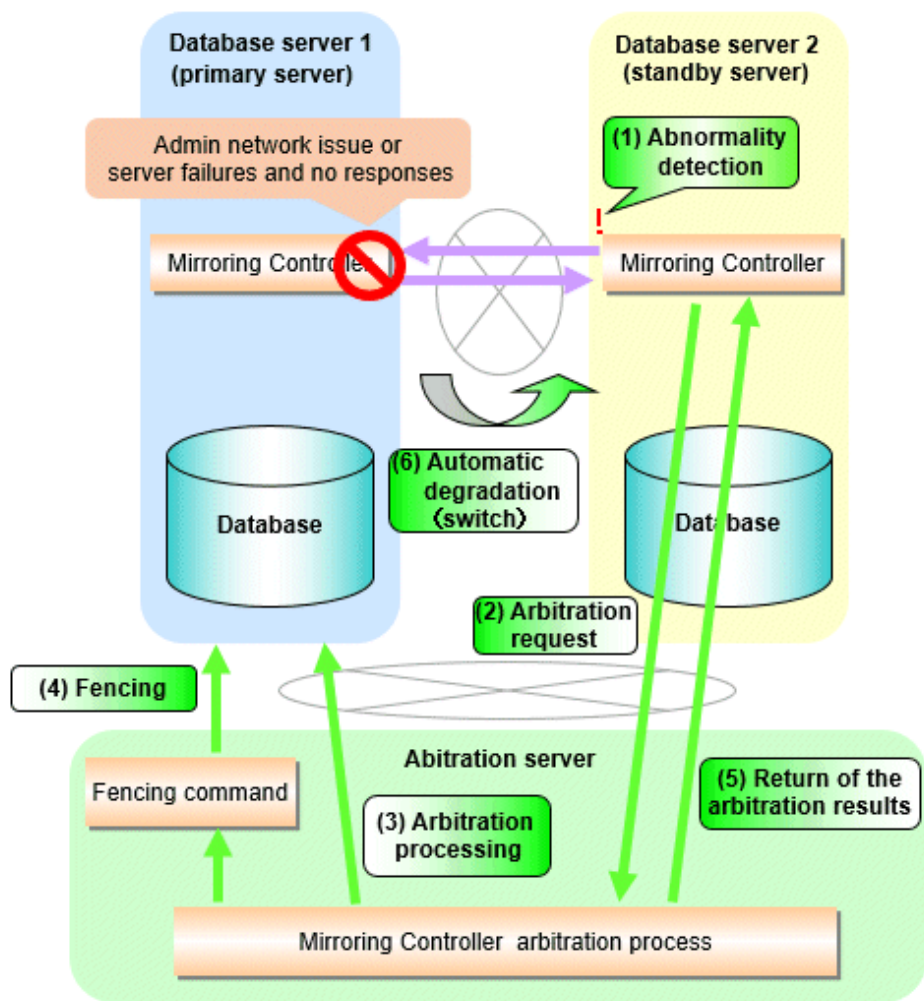 Database server 1
(primary server)
Database server 2
(standby server)
Admin network issue or
server failures and no responses
(1) Abnormality
detection
!
Mirroring Controller
Mirroring Controller
(6) Automatic
degradation
(switch)
Database
Database
(2) Arbitration
request
(4) Fencing
Abitration server
Fencing command
(3) Arbitration
processing
(5) Return of the
arbitration results
Mirroring Controller arbitration process